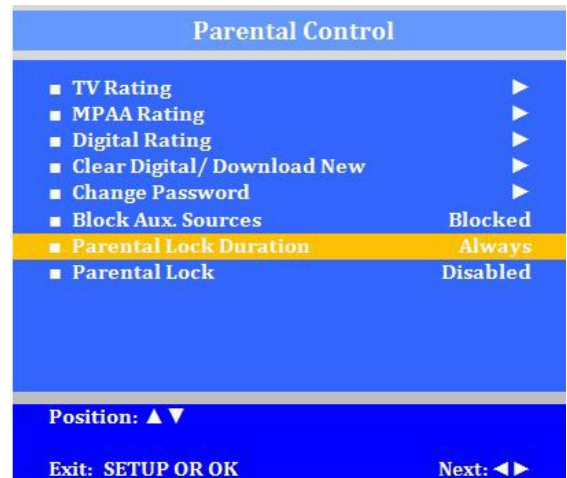 Parental Control
■ TV Rating ▶
■ MPAA Rating ▶
■ Digital Rating ▶
■ Clear Digital/ Download New ▶
■ Change Password ▶
■ Block Aux. Sources Blocked
■ Parental Lock Duration Always
■ Parental Lock Disabled
Position: ▲▼
Exit: SETUP OR OK Next: ◀▶